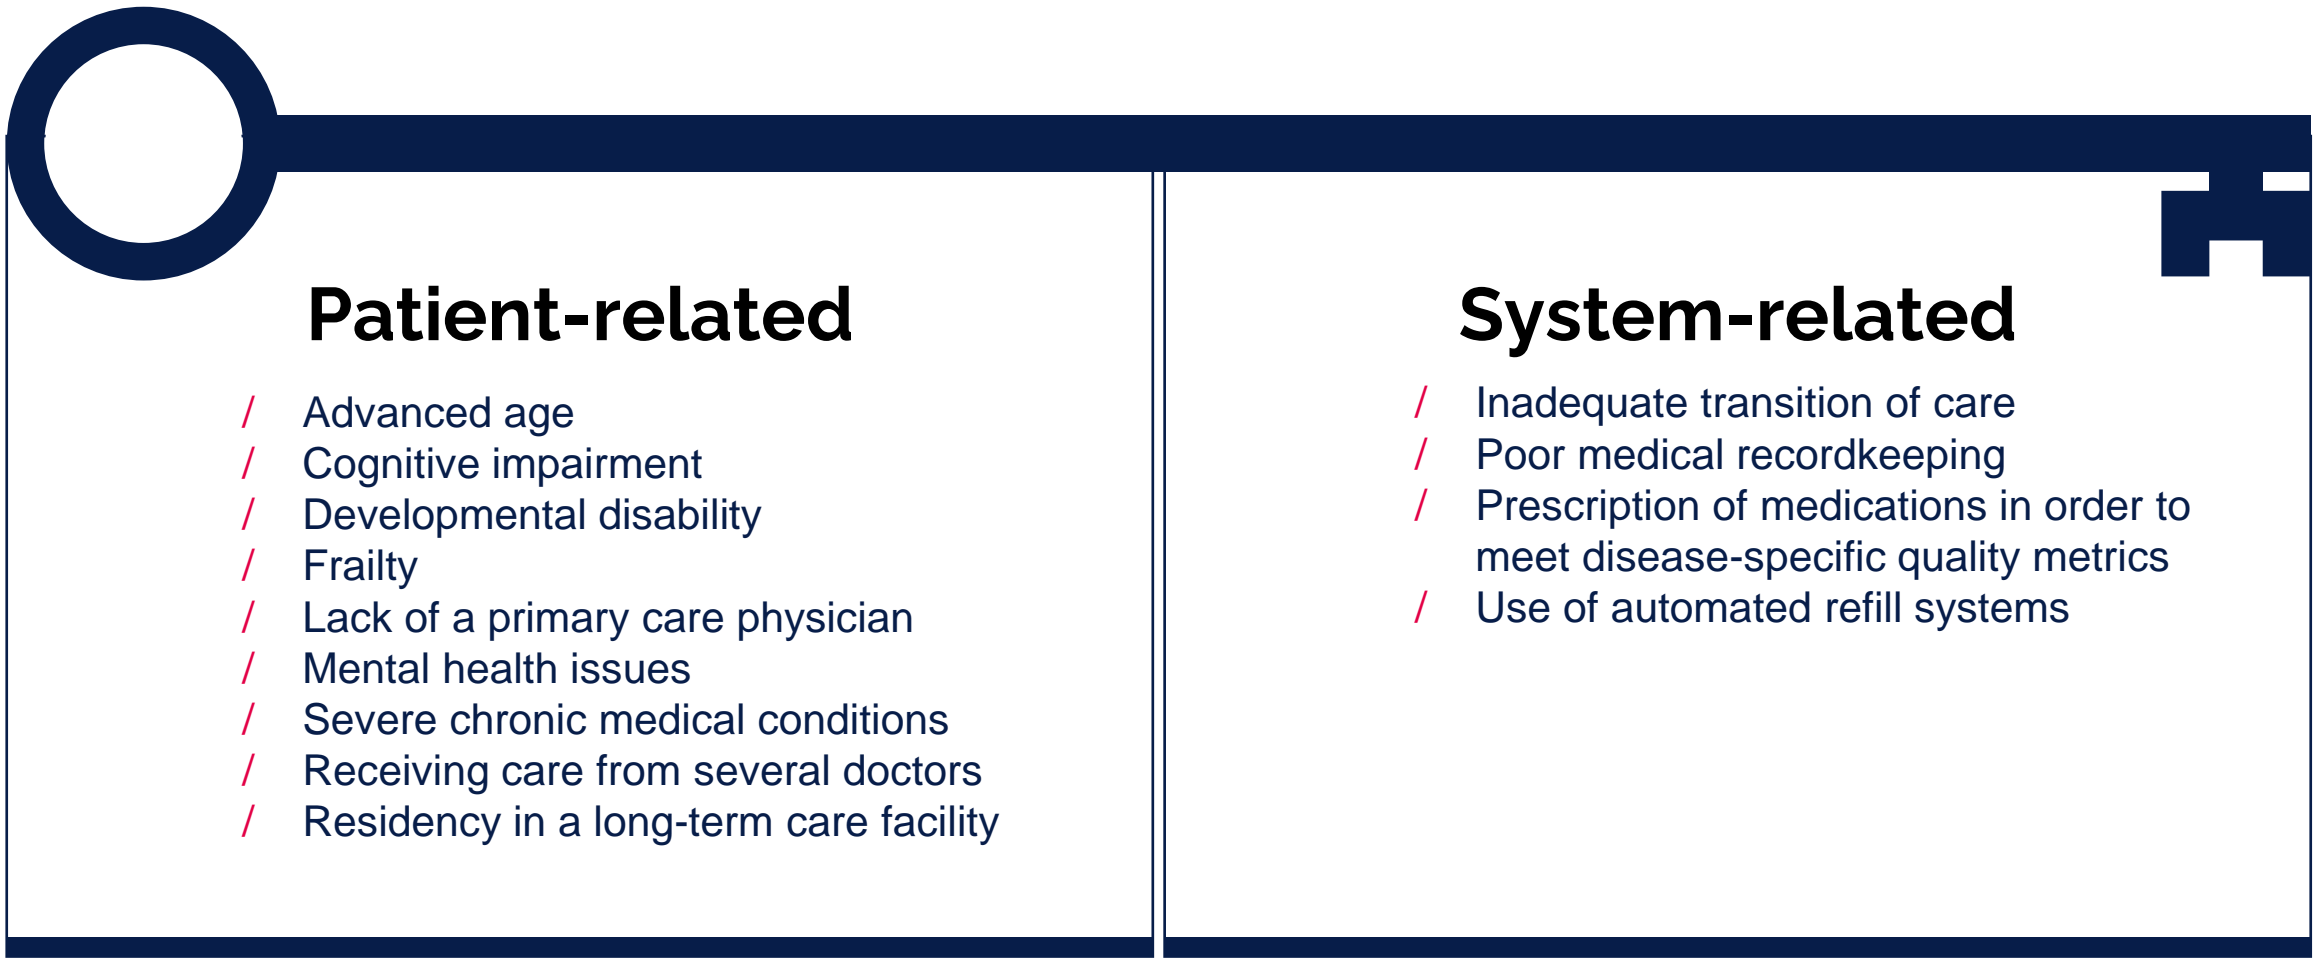 Patient-related
/ Advanced age
/ Cognitive impairment
/ Developmental disability
/ Frailty
/ Lack of a primary care physician
/ Mental health issues
/ Severe chronic medical conditions
/ Receiving care from several doctors
/ Residency in a long-term care facility
System-related
/ Inadequate transition of care
/ Poor medical recordkeeping
/ Prescription of medications in order to
meet disease-specific quality metrics
/ Use of automated refill systems